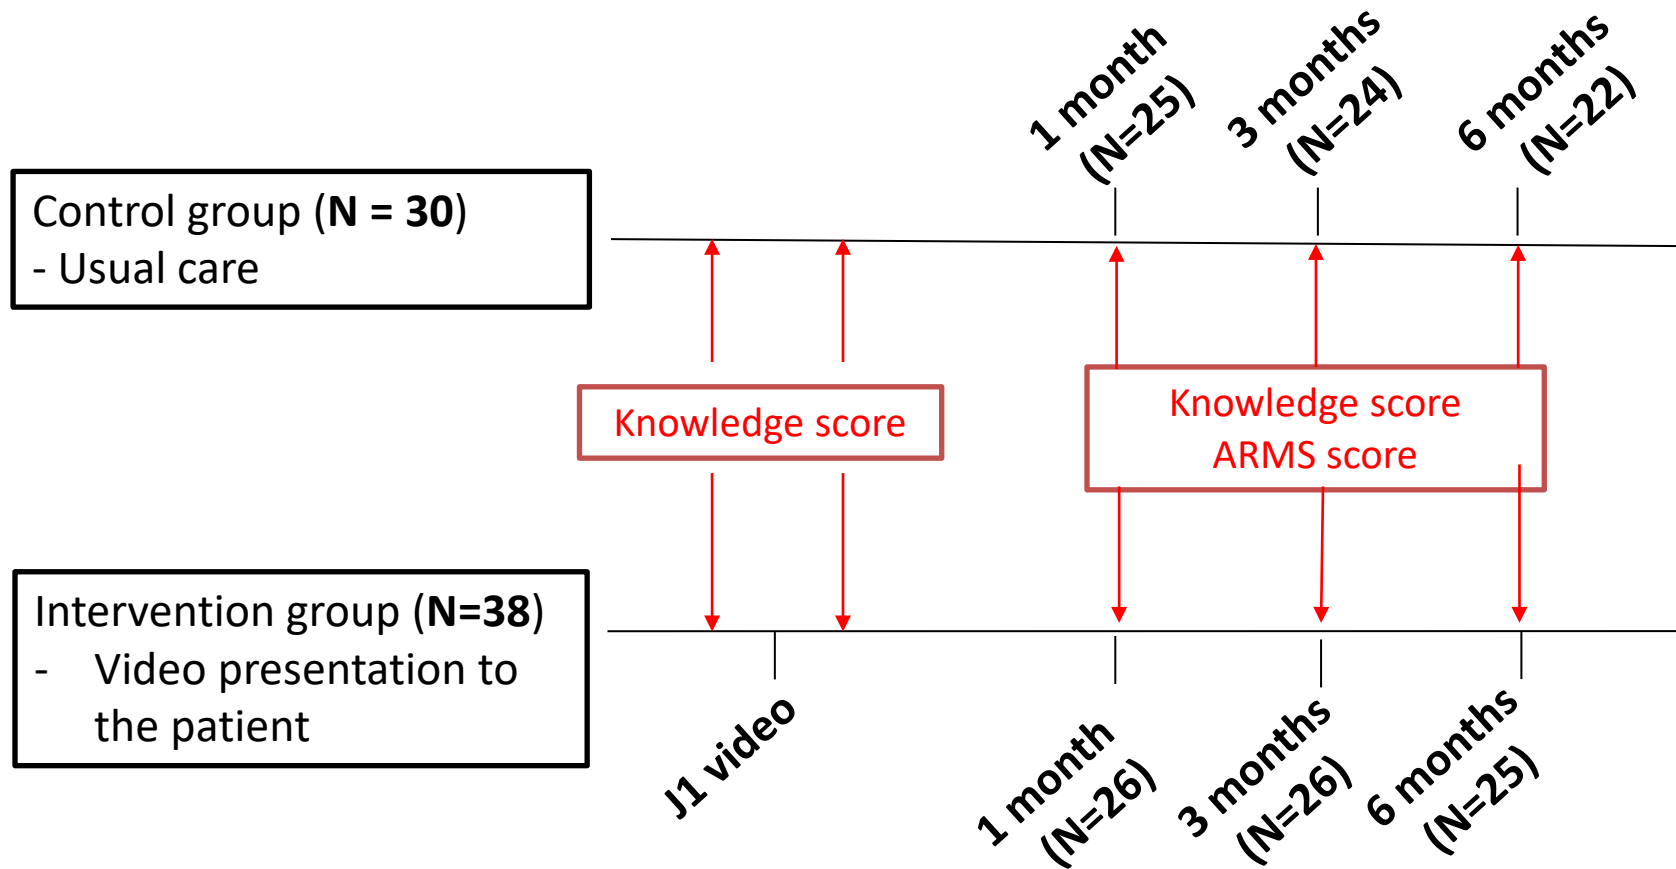 1 month
(N=25)
3 months
(N=24)
6 months
(N=22)
Control group (N = 30)
- Usual care
Knowledge score
Knowledge score
ARMS score
Intervention group (N=38)
- Video presentation to
the patient
J1 video
1 month
(N=26)
3 months
(N=26)
6 months
(N=25)